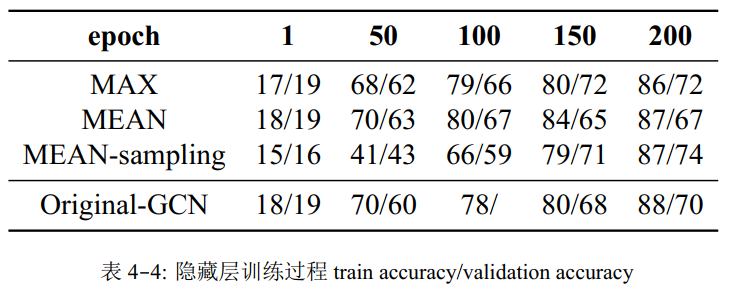 epoch 1 50 100 150 200
MAX 17/19 68/62 79/66 80/72 86/72
MEAN 18/19 70/63 80/67 84/65 87/67
MEAN-sampling 15/16 41/43 66/59 79/71 87/74
Original-GCN 18/19 70/60 78/ 80/68 88/70
表 4-4: 隐藏层训练过程 train accuracy/validation accuracy